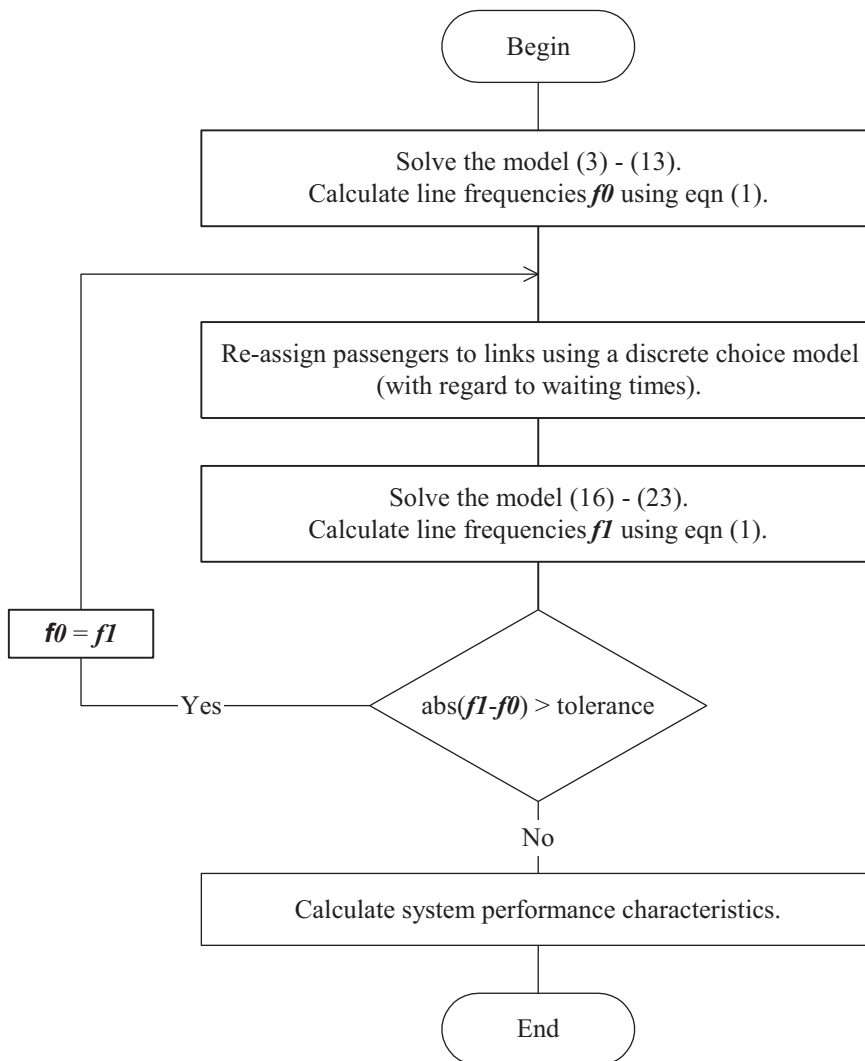 Begin
Solve the model (3) - (13).
Calculate line frequencies f0 using eqn (1).
Re-assign passengers to links using a discrete choice model
(with regard to waiting times).
Solve the model (16) - (23).
Calculate line frequencies f1 using eqn (1).
f0 = f1
abs(f1-f0) > tolerance
Yes
No
Calculate system performance characteristics.
End